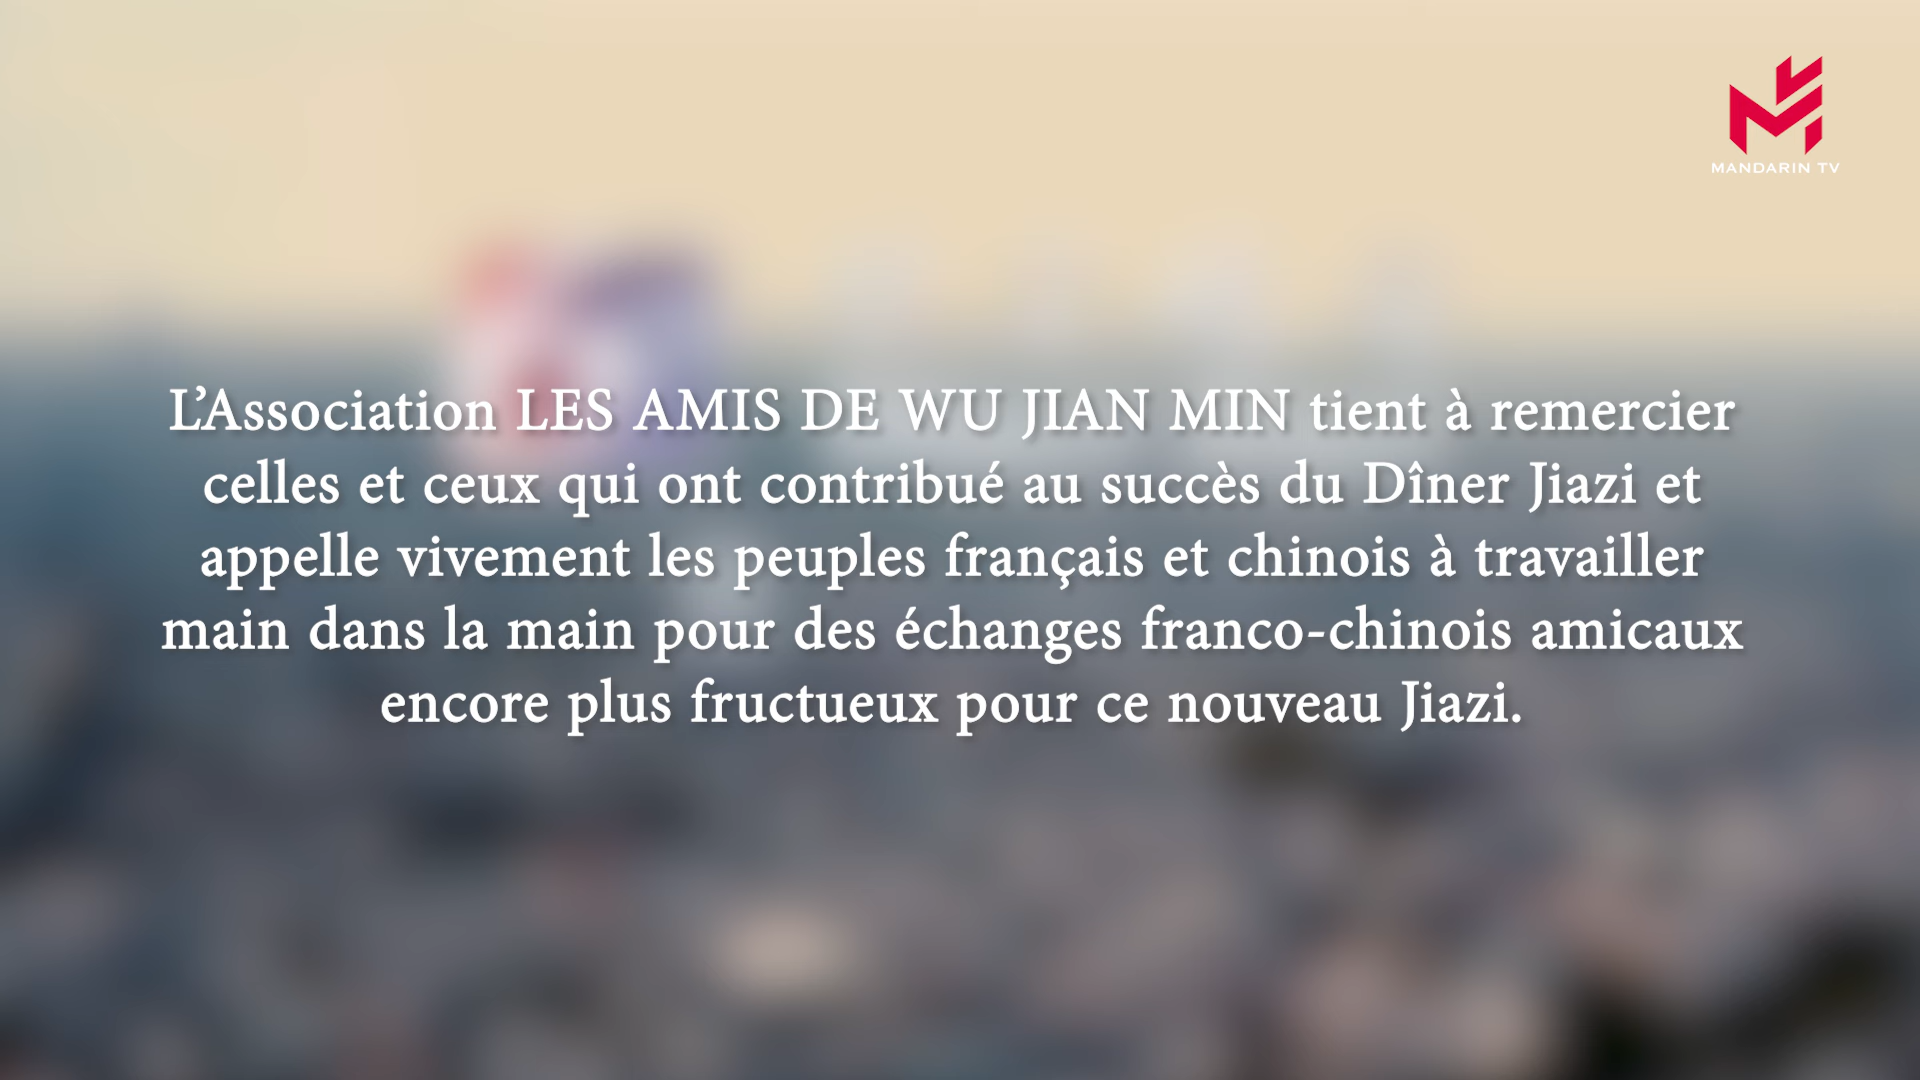 MANDARIN TV
L’Association LES AMIS DE WU JIAN MIN tient à remercier
celles et ceux qui ont contribué au succès du Dîner Jiazi et
appelle vivement les peuples français et chinois à travailler
main dans la main pour des échanges franco-chinois amicaux
encore plus fructueux pour ce nouveau Jiazi.